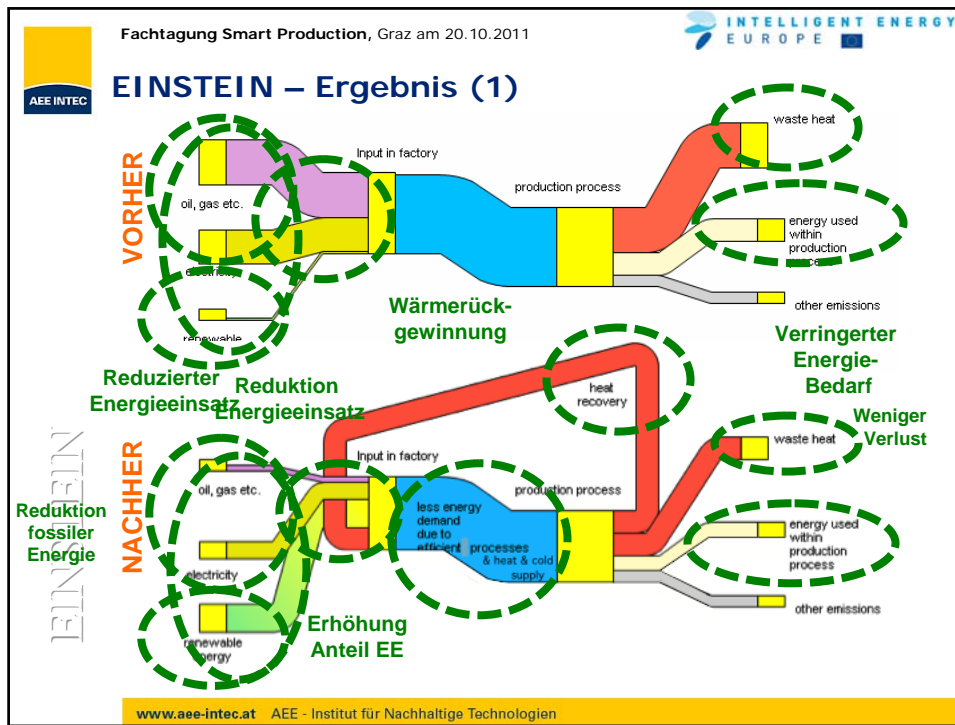 Fachtagung Smart Production, Graz am 20.10.2011
INTELLIGENT ENERGY
EUROPE
AEE INTEC
EINSTEIN – Ergebnis (1)
VORHER
oil, gas etc.
electricity
renewable
Input in factory
production process
waste heat
energy used
within
production
process
other emissions
Wärmerück-
gewinnung
Verringerter
Energie-
Bedarf
Reduzierter
Energieeinsatz
Reduktion
Energieeinsatz
heat
recovery
Weniger
Verlust
EINSTEIN
NACHHER
Reduktion
fossiler
Energie
oil, gas etc.
electricity
renewable
energy
Input in factory
less energy
demand
due to
efficient processes
& heat & cold
supply
production process
waste heat
energy used
within
production
process
other emissions
Erhöhung
Anteil EE
www.aee-intec.at AEE - Institut für Nachhaltige Technologien